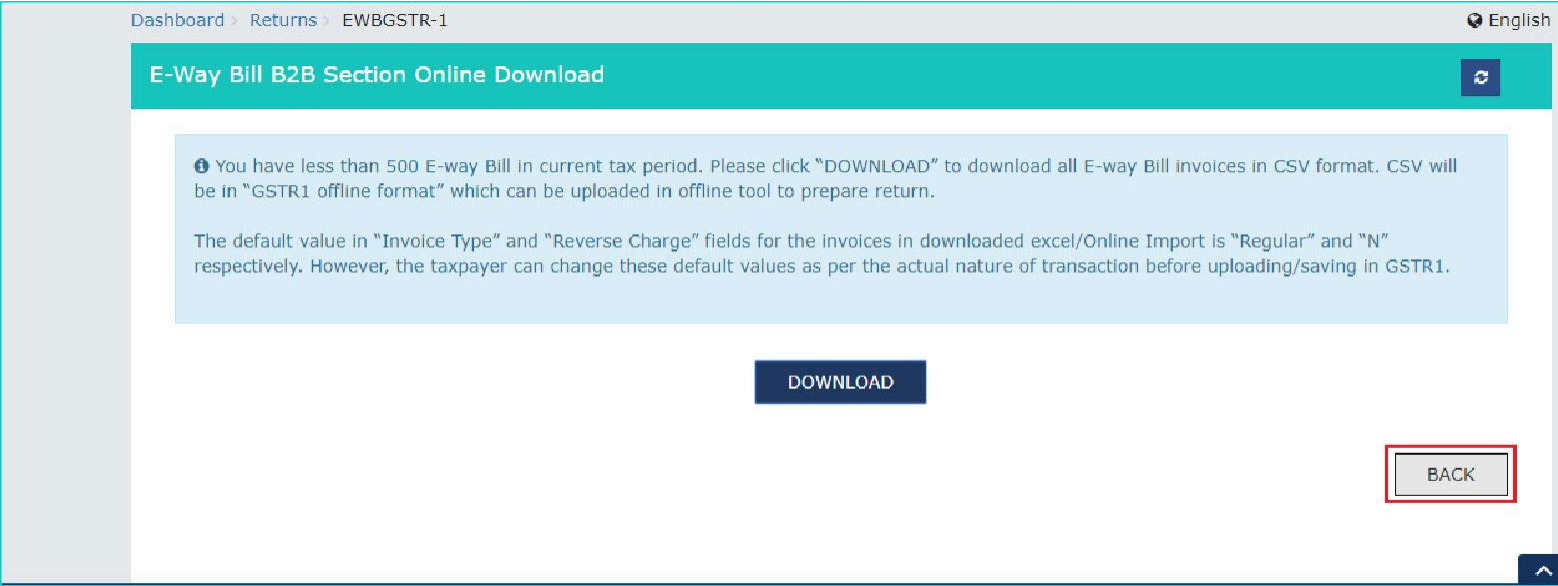 Dashboard > Returns > EWBGSTR-1
English
E-Way Bill B2B Section Online Download
You have less than 500 E-way Bill in current tax period. Please click “DOWNLOAD” to download all E-way Bill invoices in CSV format. CSV will
be in “GSTR1 offline format” which can be uploaded in offline tool to prepare return.
The default value in “Invoice Type” and “Reverse Charge” fields for the invoices in downloaded excel/Online Import is “Regular” and “N”
respectively. However, the taxpayer can change these default values as per the actual nature of transaction before uploading/saving in GSTR1.
DOWNLOAD
BACK